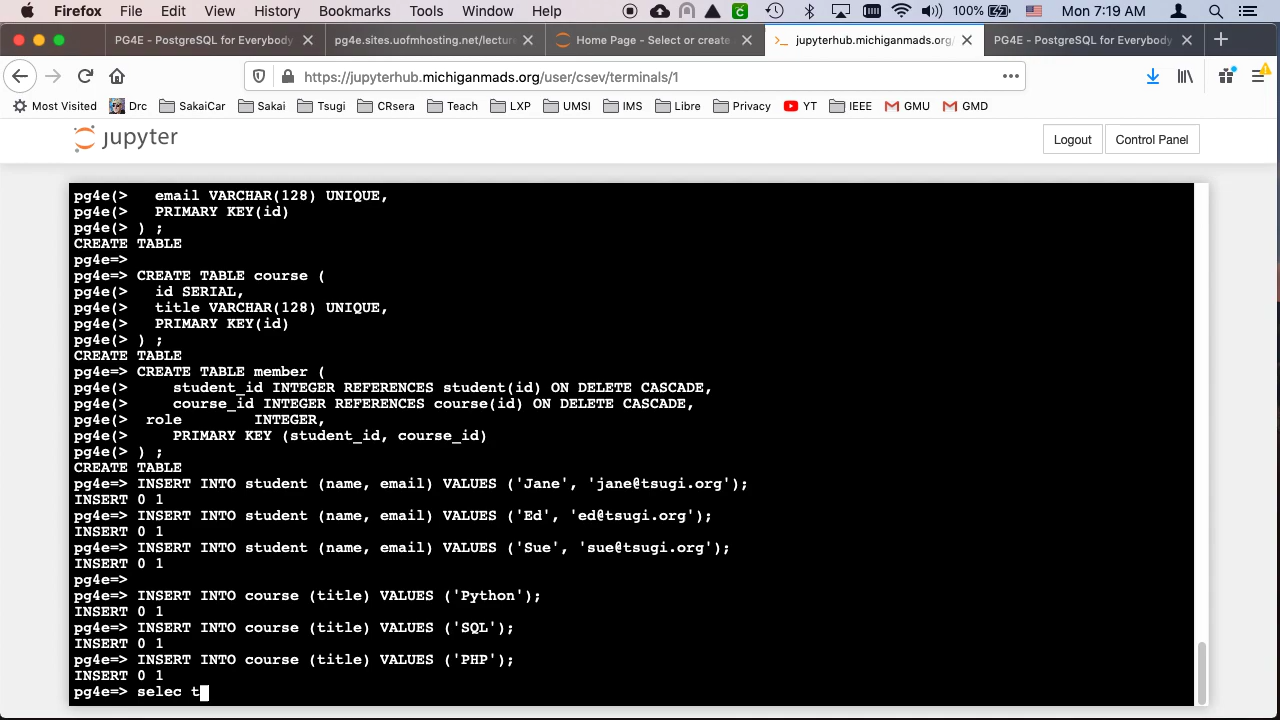 Firefox File Edit View History Bookmarks Tools Window Help 100% Mon 7:19 AM
PG4E - PostgreSQL for Everybody pg4e.sites.uofmhosting.net/lectur Home Page - Select or create jupyterhub.michiganmads.org/ PG4E - PostgreSQL for Everybody
https://jupyterhub.michiganmads.org/user/csev/terminals/1
Most Visited Drc SakaiCar Sakai Tsugi CRsera Teach LXP UMSI IMS Libre Privacy YT IEEE GMU GMD
jupyter Logout Control Panel
pg4e(>   email VARCHAR(128) UNIQUE,
pg4e(>   PRIMARY KEY(id)
pg4e(> ) ;
CREATE TABLE
pg4e=>
pg4e=> CREATE TABLE course (
pg4e(>   id SERIAL,
pg4e(>   title VARCHAR(128) UNIQUE,
pg4e(>   PRIMARY KEY(id)
pg4e(> ) ;
CREATE TABLE
pg4e=> CREATE TABLE member (
pg4e(>     student_id INTEGER REFERENCES student(id) ON DELETE CASCADE,
pg4e(>     course_id INTEGER REFERENCES course(id) ON DELETE CASCADE,
pg4e(>  role        INTEGER,
pg4e(>     PRIMARY KEY (student_id, course_id)
pg4e(> ) ;
CREATE TABLE
pg4e=> INSERT INTO student (name, email) VALUES ('Jane', 'jane@tsugi.org');
INSERT 0 1
pg4e=> INSERT INTO student (name, email) VALUES ('Ed', 'ed@tsugi.org');
INSERT 0 1
pg4e=> INSERT INTO student (name, email) VALUES ('Sue', 'sue@tsugi.org');
INSERT 0 1
pg4e=>
pg4e=> INSERT INTO course (title) VALUES ('Python');
INSERT 0 1
pg4e=> INSERT INTO course (title) VALUES ('SQL');
INSERT 0 1
pg4e=> INSERT INTO course (title) VALUES ('PHP');
INSERT 0 1
pg4e=> selec t